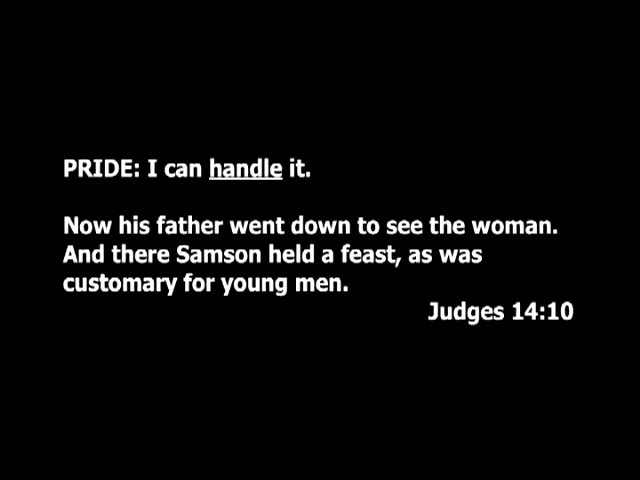 PRIDE: I can handle it.
Now his father went down to see the woman.
And there Samson held a feast, as was
customary for young men.
Judges 14:10